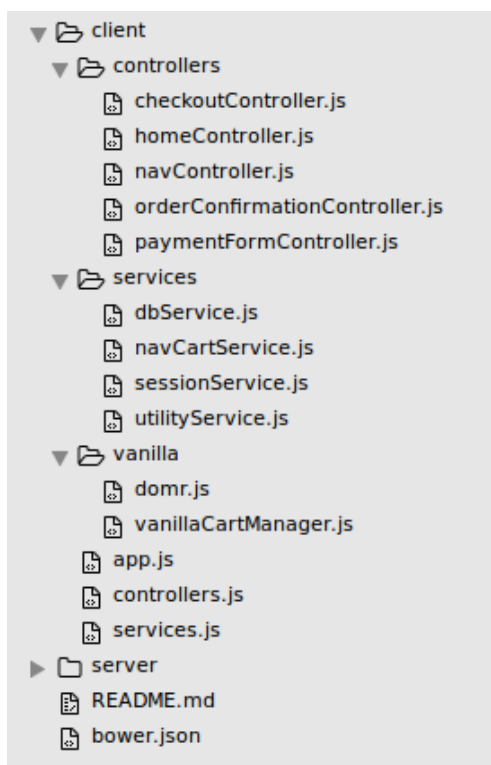 client
controllers
checkoutController.js
homeController.js
navController.js
orderConfirmationController.js
paymentFormController.js
services
dbService.js
navCartService.js
sessionService.js
utilityService.js
vanilla
domr.js
vanillaCartManager.js
app.js
controllers.js
services.js
server
README.md
bower.json